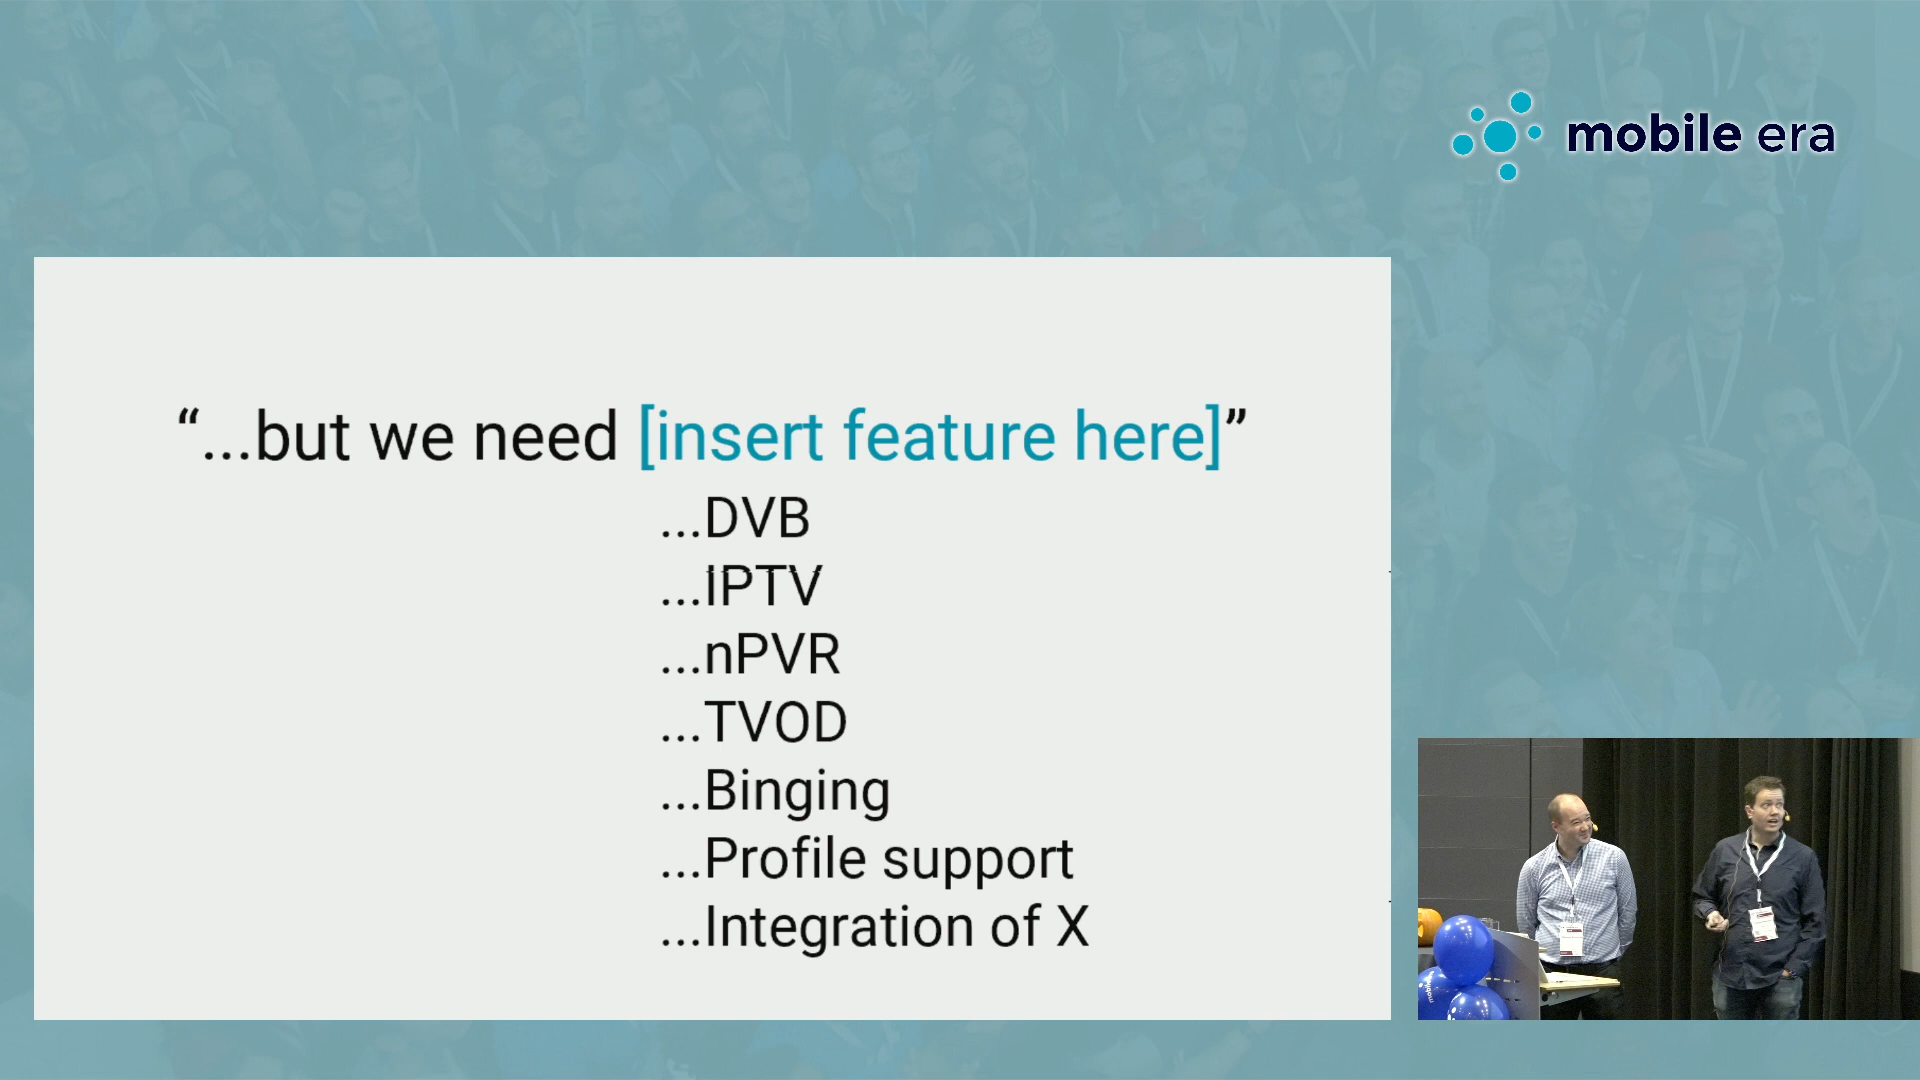 mobile era
“...but we need [insert feature here]”
...DVB
...IPTV
...nPVR
...TVOD
...Binging
...Profile support
...Integration of X